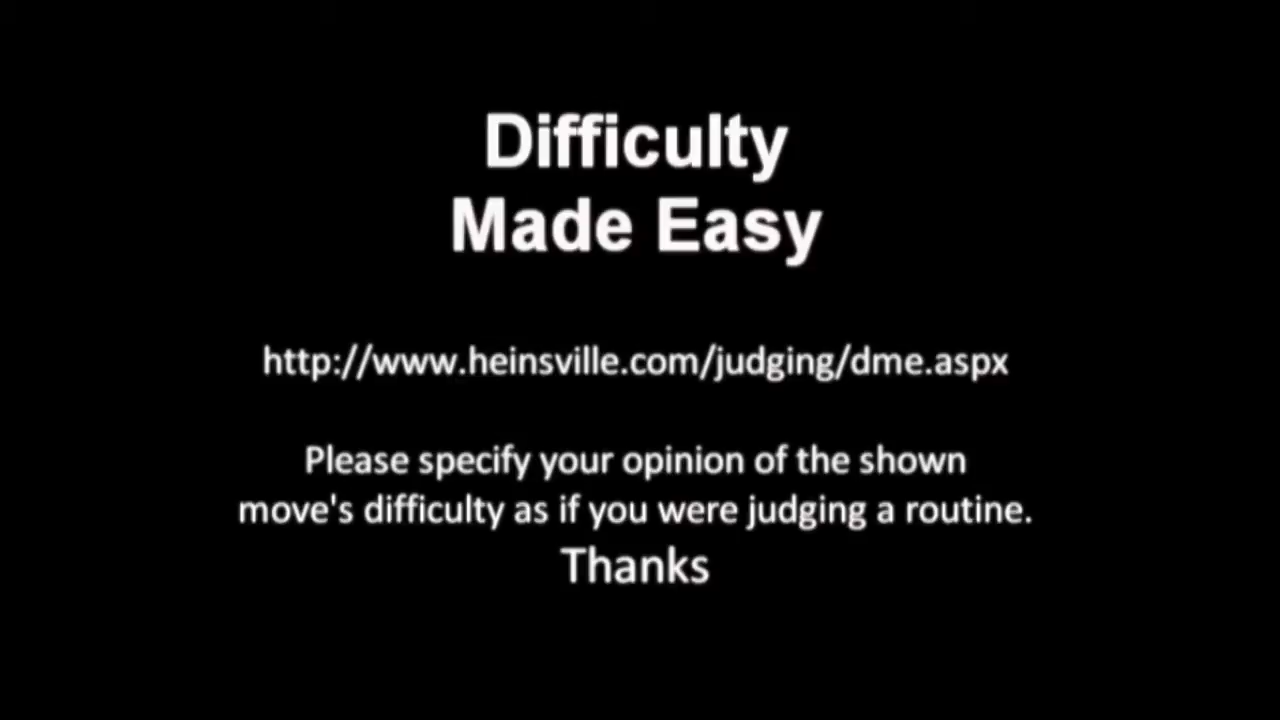 Difficulty
Made Easy
http://www.heinsville.com/judging/dme.aspx
Please specify your opinion of the shown
move's difficulty as if you were judging a routine.
Thanks